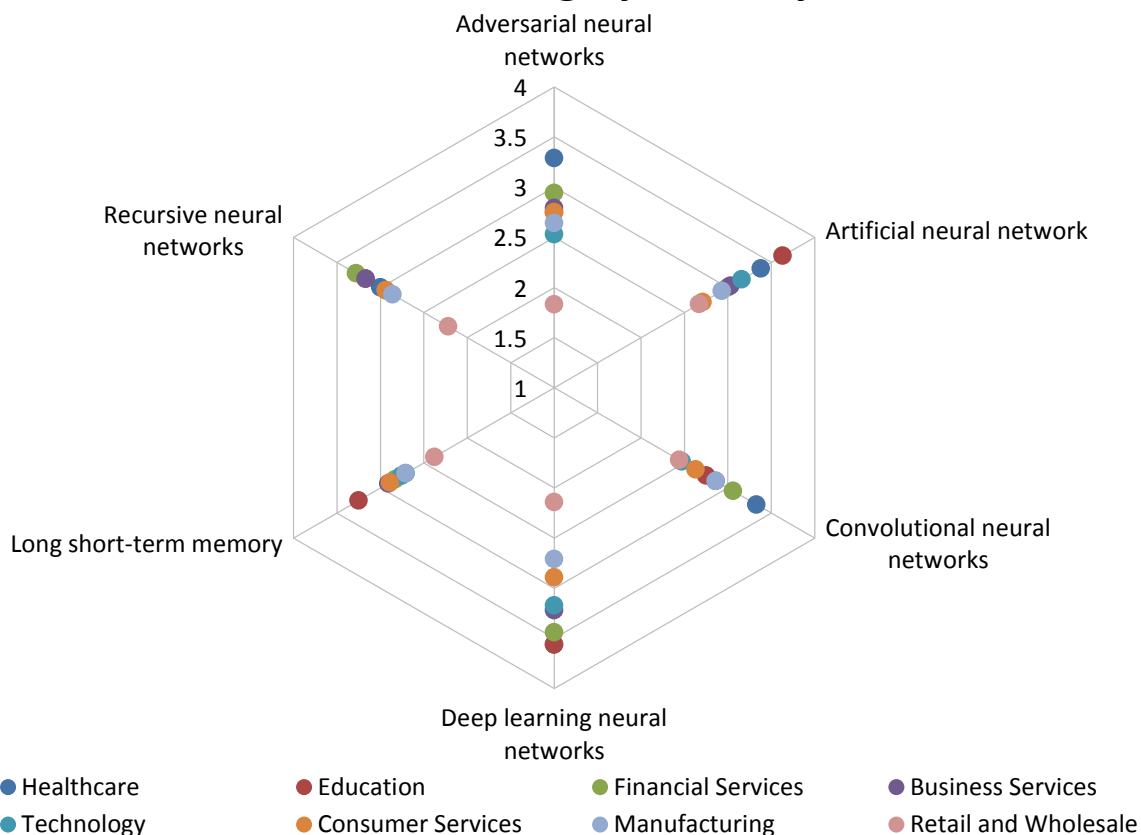 Adversarial neural
networks
4
3.5
3
2.5
2
1.5
1
Recursive neural
networks
Artificial neural network
Long short-term memory
Convolutional neural
networks
Deep learning neural
networks
Healthcare
Education
Financial Services
Business Services
Technology
Consumer Services
Manufacturing
Retail and Wholesale